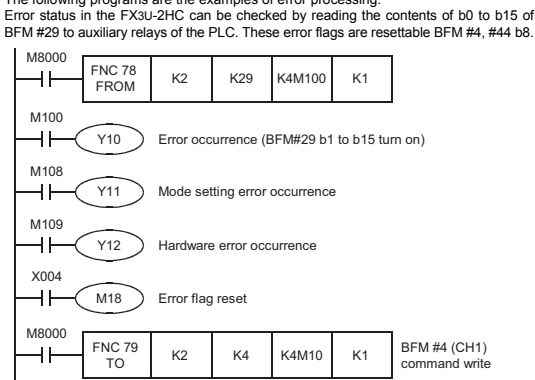 The following programs are the examples of error processing.
Error status in the FX3U-2HC can be checked by reading the contents of b0 to b15 of
BFM #29 to auxiliary relays of the PLC. These error flags are resettable BFM #4, #44 b8.
M8000
FNC 78 FROM K2 K29 K4M100 K1
M100
Y10 Error occurrence (BFM#29 b1 to b15 turn on)
M108
Y11 Mode setting error occurrence
M109
Y12 Hardware error occurrence
X004
M18 Error flag reset
M8000
FNC 79 TO K2 K4 K4M10 K1 BFM #4 (CH1)
command write